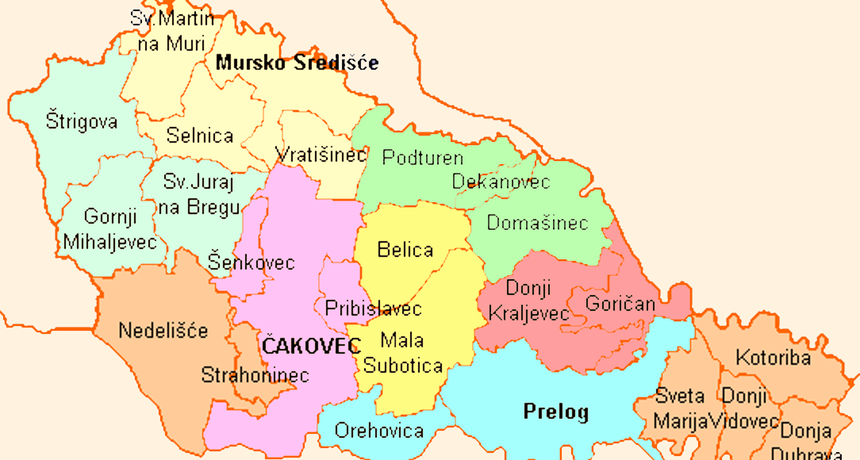 Sv.Martin
na Muri
Mursko Središće
Štrigova
Selnica
Vratišinec
Podturen
Dekanovec
Sv.Juraj
na Bregu
Gornji
Mihaljevec
Domašinec
Belica
Šenkovec
Donji
Kraljevec
Goričan
Pribislavec
Nedelišće
ČAKOVEC
Mala
Subotica
Kotoriba
Strahoninec
Sveta
Marija
Donji
Vidovec
Prelog
Orehovica
Donja
Dubrava